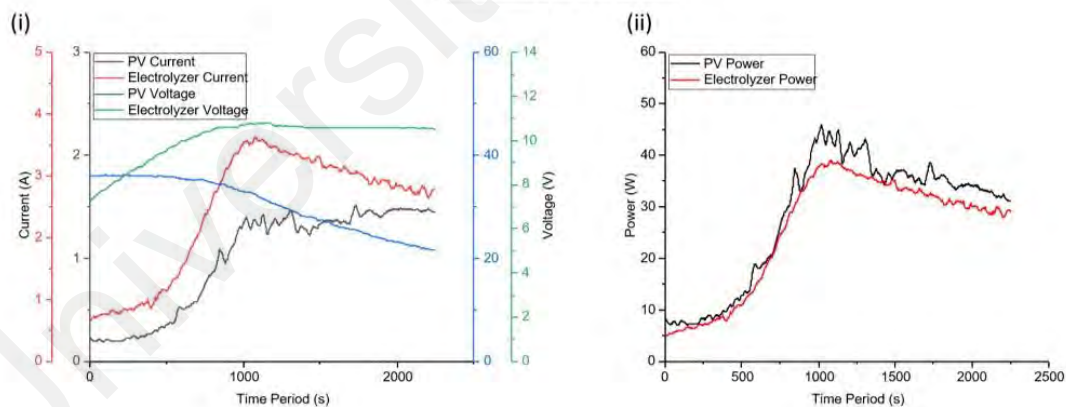 (i)
5
4
3
2
1
0
Current (A)
3
2
1
0
PV Current
Electrolyzer Current
PV Voltage
Electrolyzer Voltage
0
1000
2000
Time Period (s)
60
40
20
0
Voltage (V)
14
12
10
8
6
4
2
0
(ii)
60
50
40
30
20
10
0
Power (W)
PV Power
Electrolyzer Power
0
500
1000
1500
2000
2500
Time Period (s)
Universit